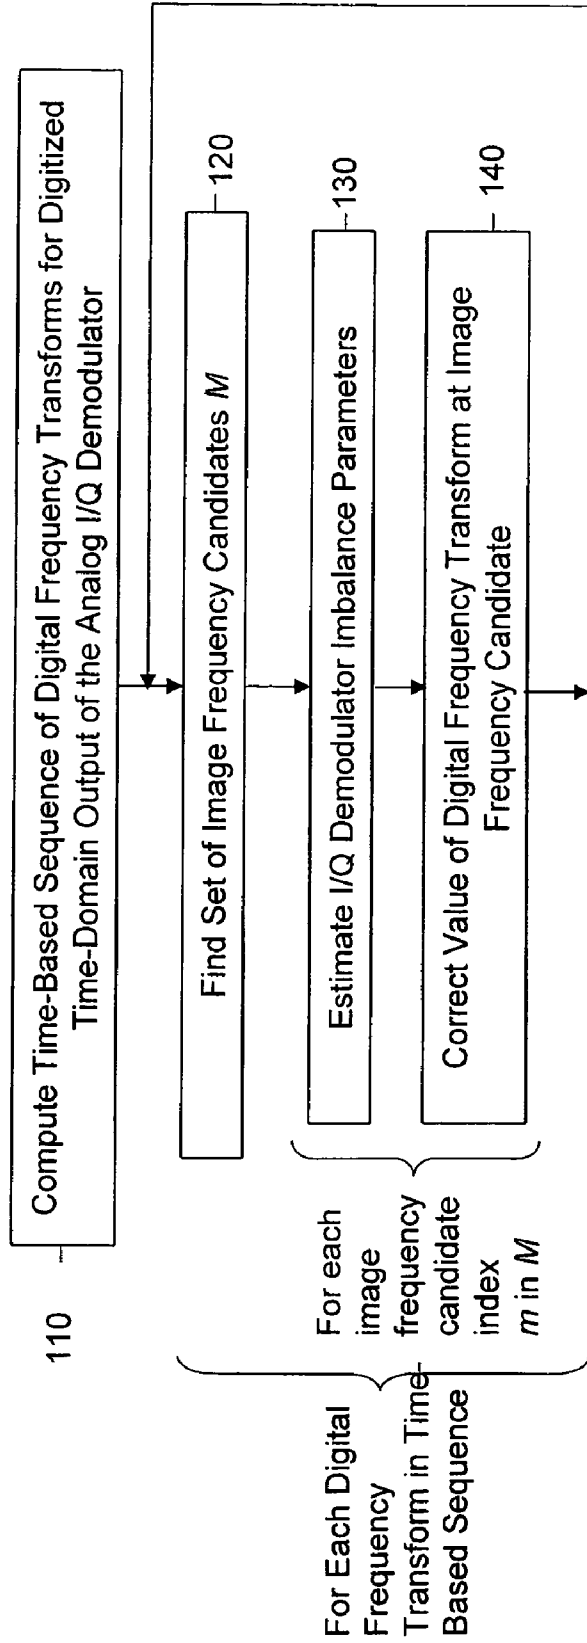 110
Compute Time-Based Sequence of Digital Frequency Transforms for Digitized
Time-Domain Output of the Analog I/Q Demodulator
Find Set of Image Frequency Candidates M
120
Estimate I/Q Demodulator Imbalance Parameters
130
Correct Value of Digital Frequency Transform at Image
Frequency Candidate
140
For each
image
frequency
candidate
index
m in M
For Each Digital
Frequency
Transform in Time-
Based Sequence